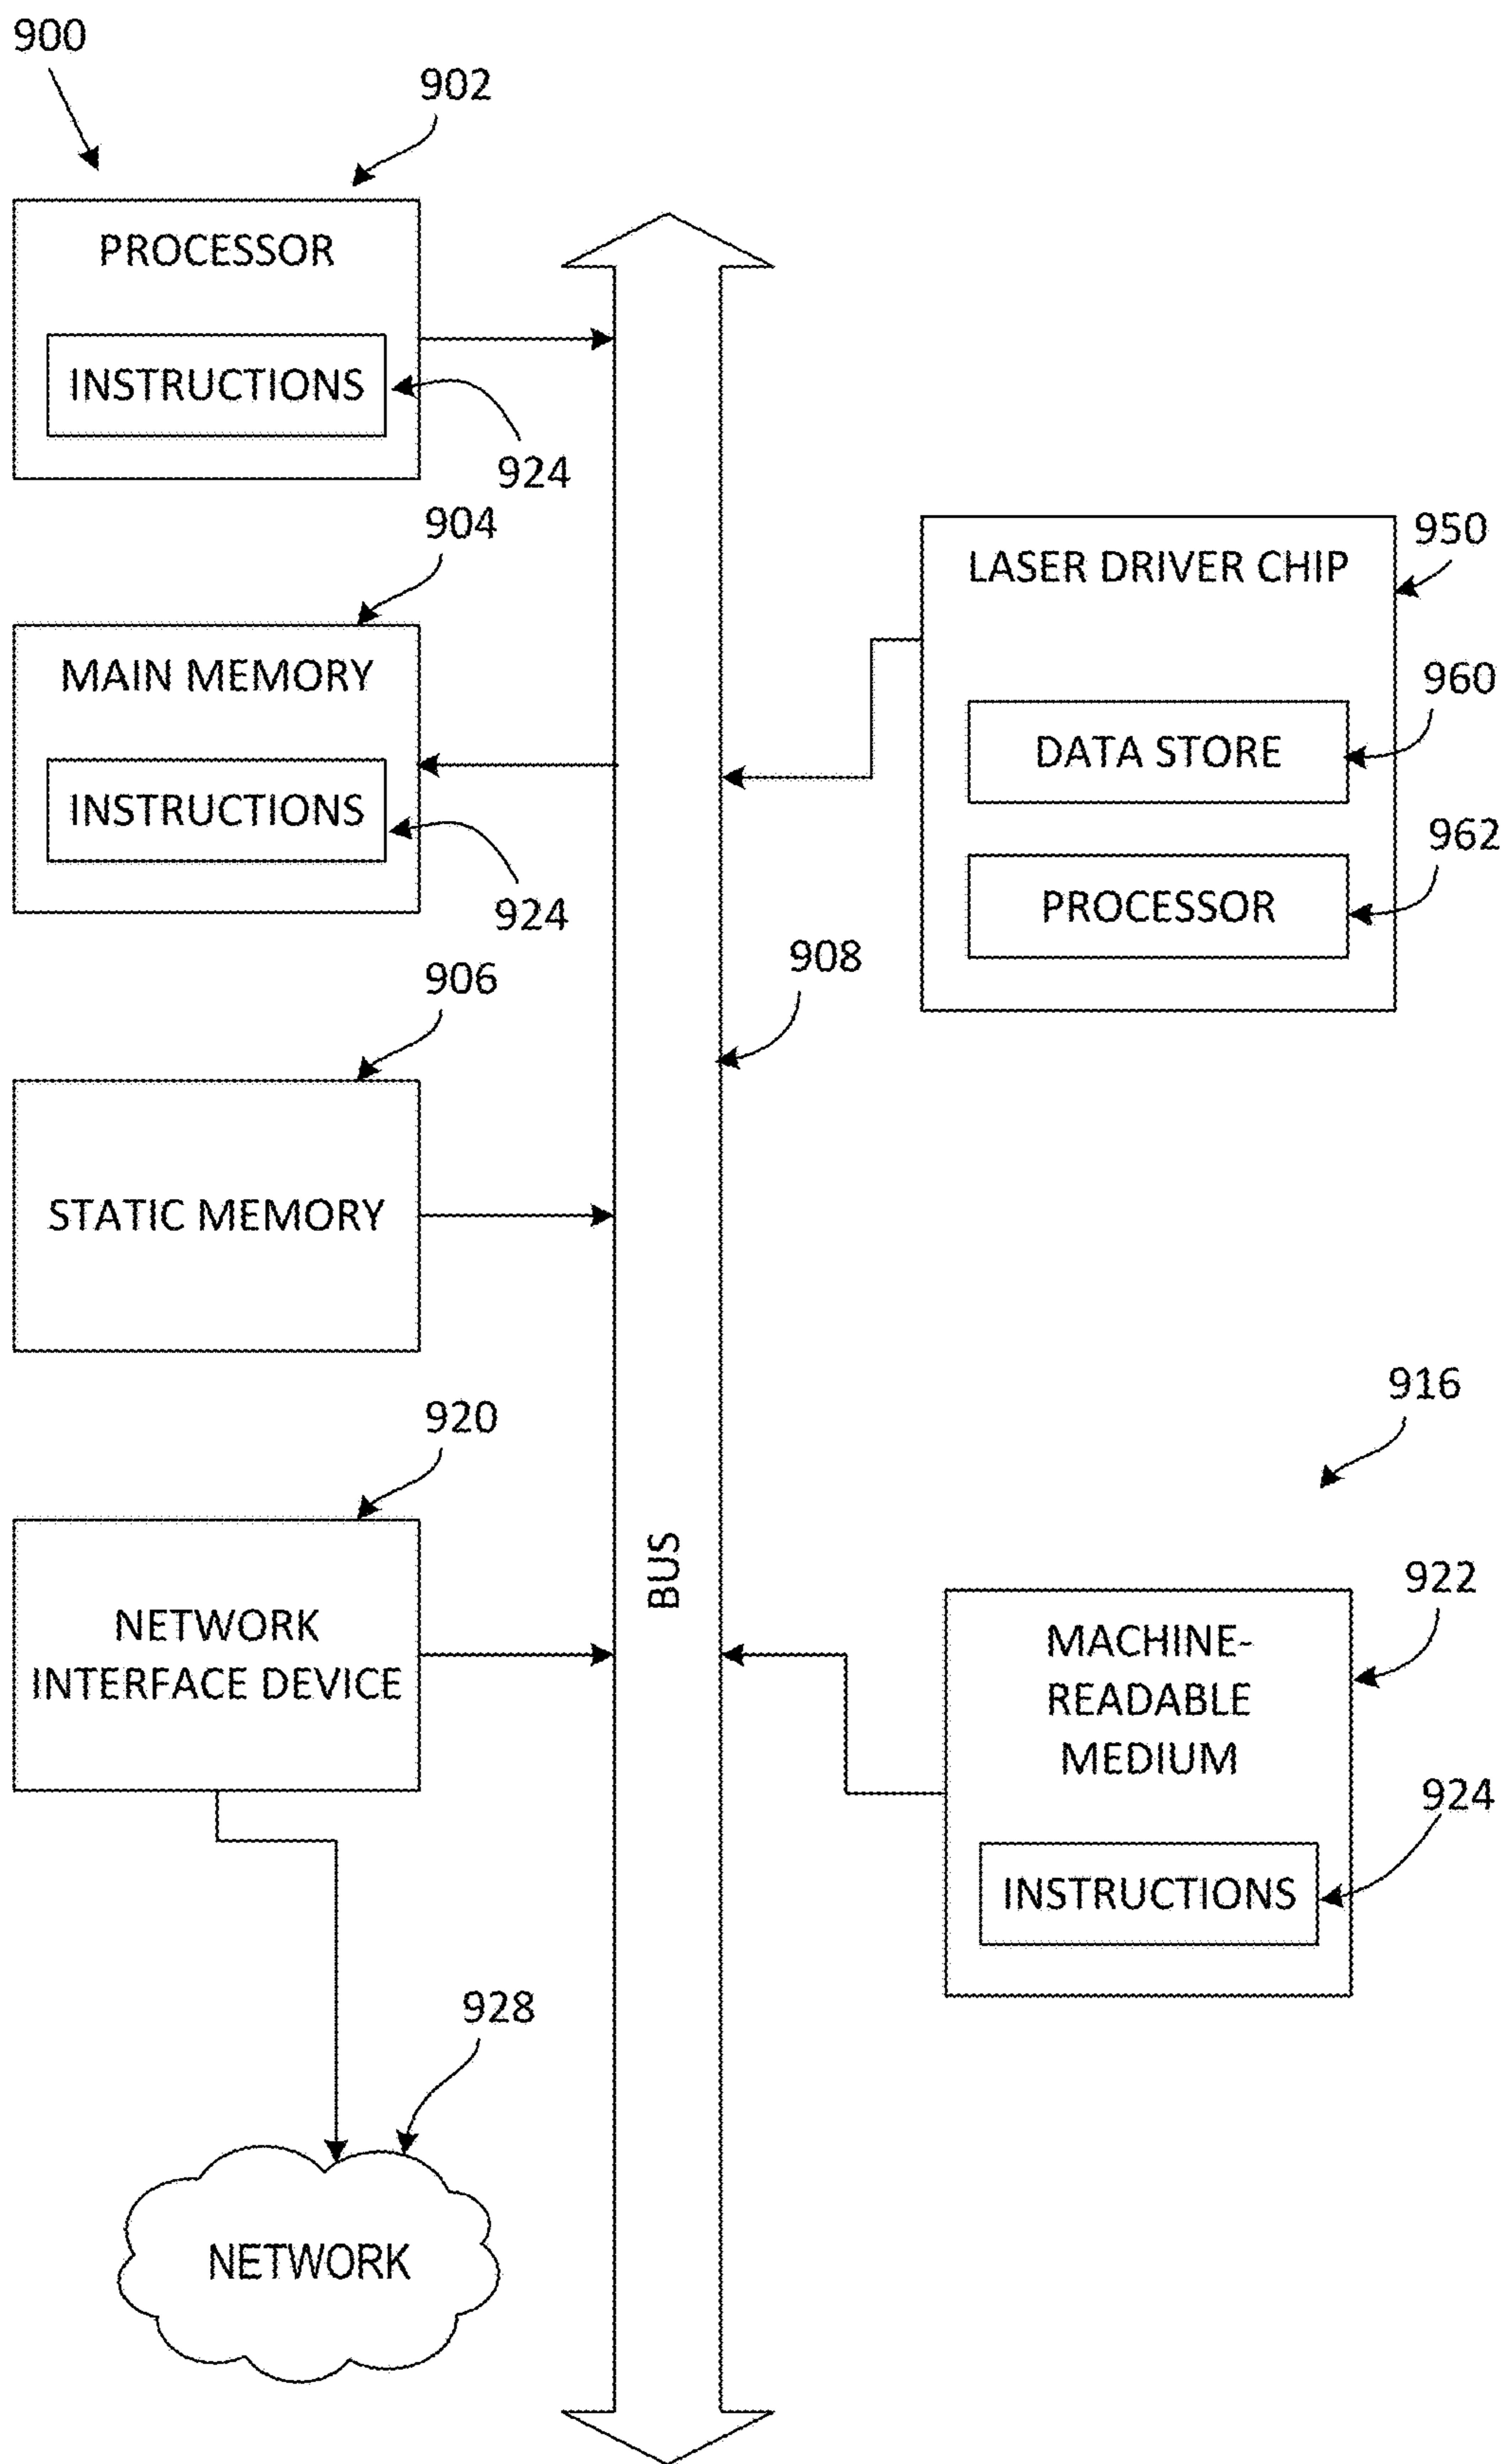 900
902
PROCESSOR
INSTRUCTIONS
924
904
MAIN MEMORY
INSTRUCTIONS
924
906
STATIC MEMORY
920
NETWORK
INTERFACE DEVICE
928
NETWORK
BUS
908
950
LASER DRIVER CHIP
960
DATA STORE
962
PROCESSOR
916
922
MACHINE-
READABLE
MEDIUM
924
INSTRUCTIONS